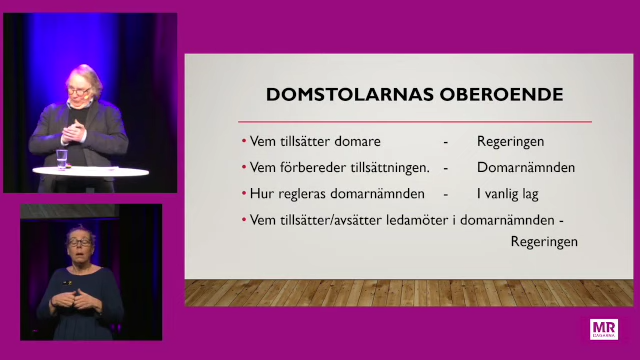 DOMSTOLARNAS OBEROENDE
• Vem tillsätter domare - Regeringen
• Vem förbereder tillsättningen. - Domarnämnden
• Hur regleras domarnämnden - I vanlig lag
• Vem tillsätter/avsätter ledamöter i domarnämnden -
Regeringen
MR
DAGARNA